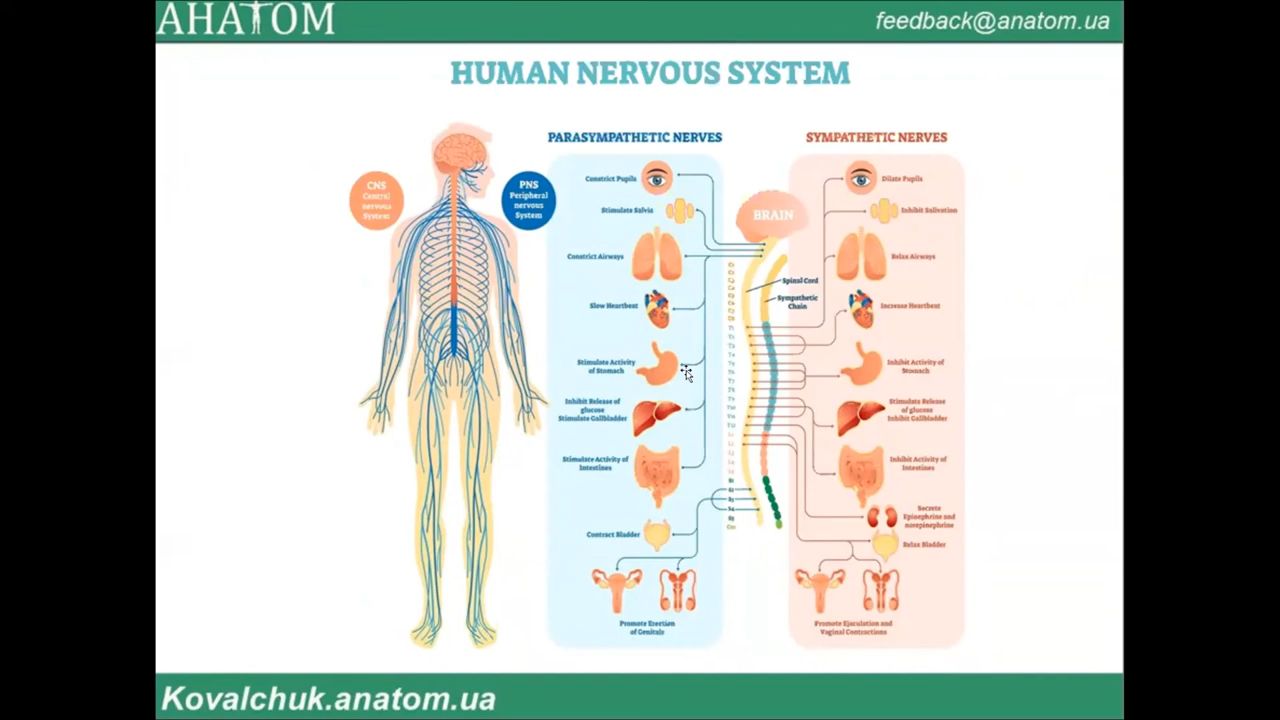 AHATOM
feedback@anatom.ua
HUMAN NERVOUS SYSTEM
PARASYMPATHETIC NERVES
SYMPATHETIC NERVES
CNS
Central
nervous
System
PNS
Peripheral
nervous
System
Constrict Pupils
Stimulate Salvia
Constrict Airways
Slow Heartbeat
Stimulate Activity
of Stomach
Inhibit Release of
glucose
Stimulate Gallbladder
Stimulate Activity of
Intestines
Contract Bladder
Promote Erection
of Genitals
BRAIN
Spinal Cord
Sympathetic
Chain
Dilate Pupils
Inhibit Salivation
Relax Airways
Increase Heartbeat
Inhibit Activity of
Stomach
Stimulate Release
of glucose
Inhibit Gallbladder
Inhibit Activity of
Intestines
Secrete
Epinephrine and
norepinephrine
Relax Bladder
Promote Ejaculation and
Vaginal Contractions
Kovalchuk.anatom.ua